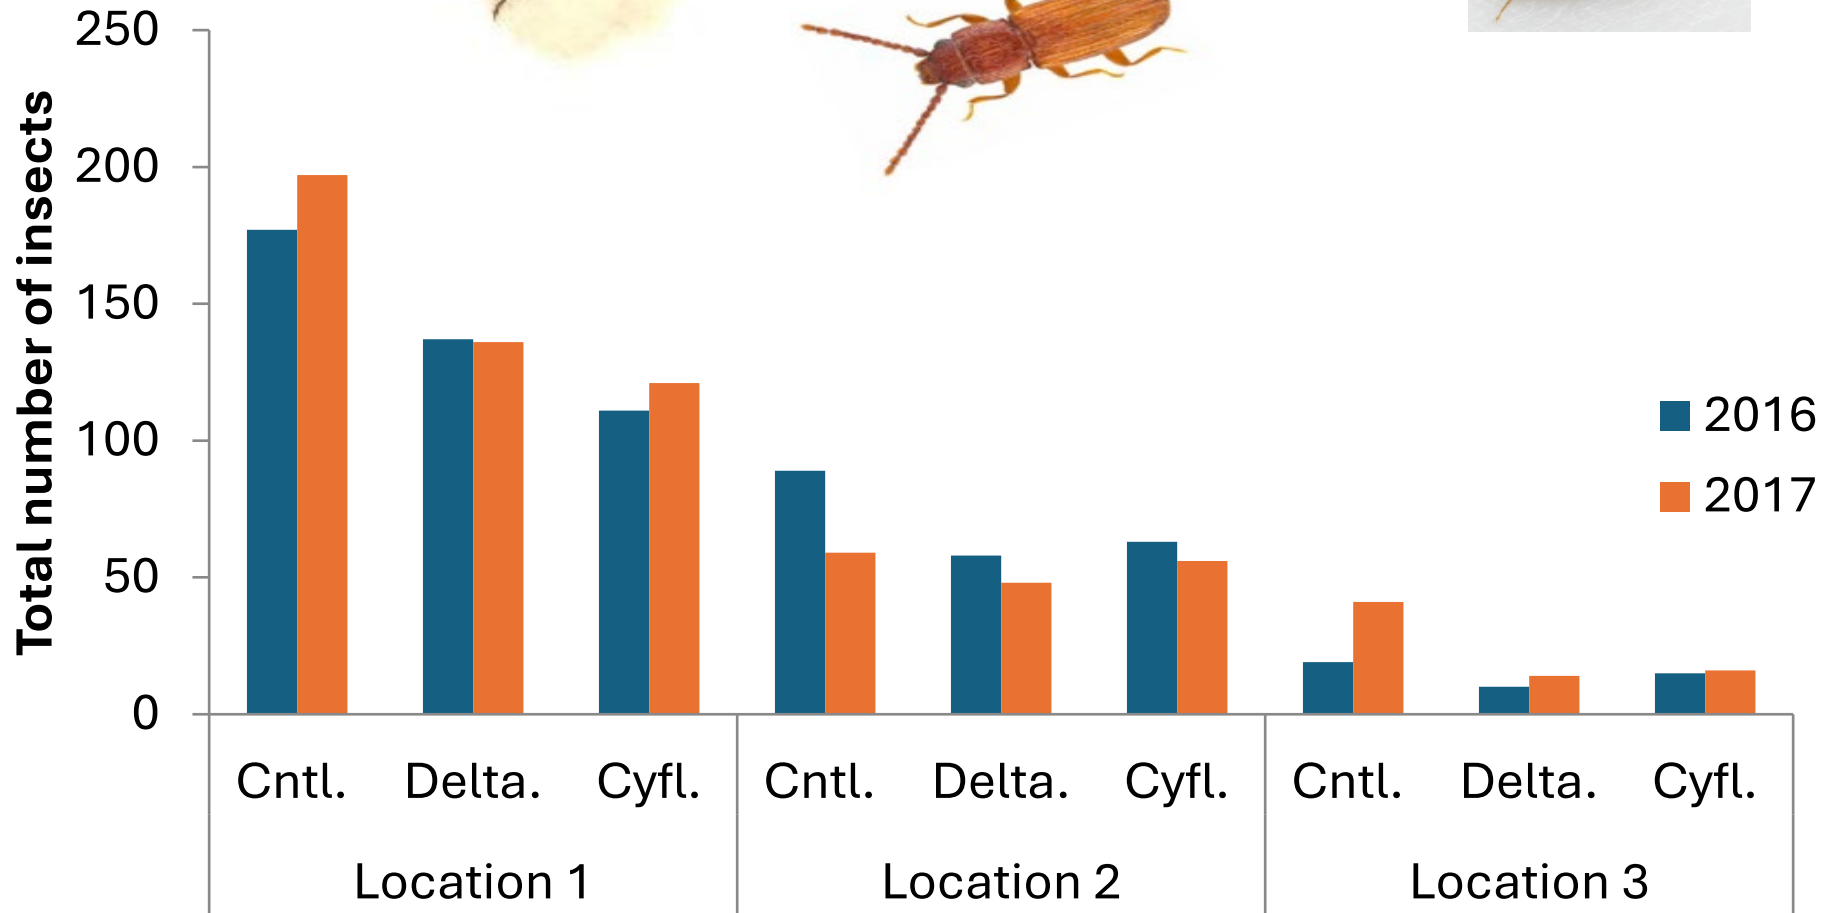 Total number of insects
250
200
150
100
50
0
2016
2017
Cntl. Delta. Cyfl. Cntl. Delta. Cyfl. Cntl. Delta. Cyfl.
Location 1 Location 2 Location 3